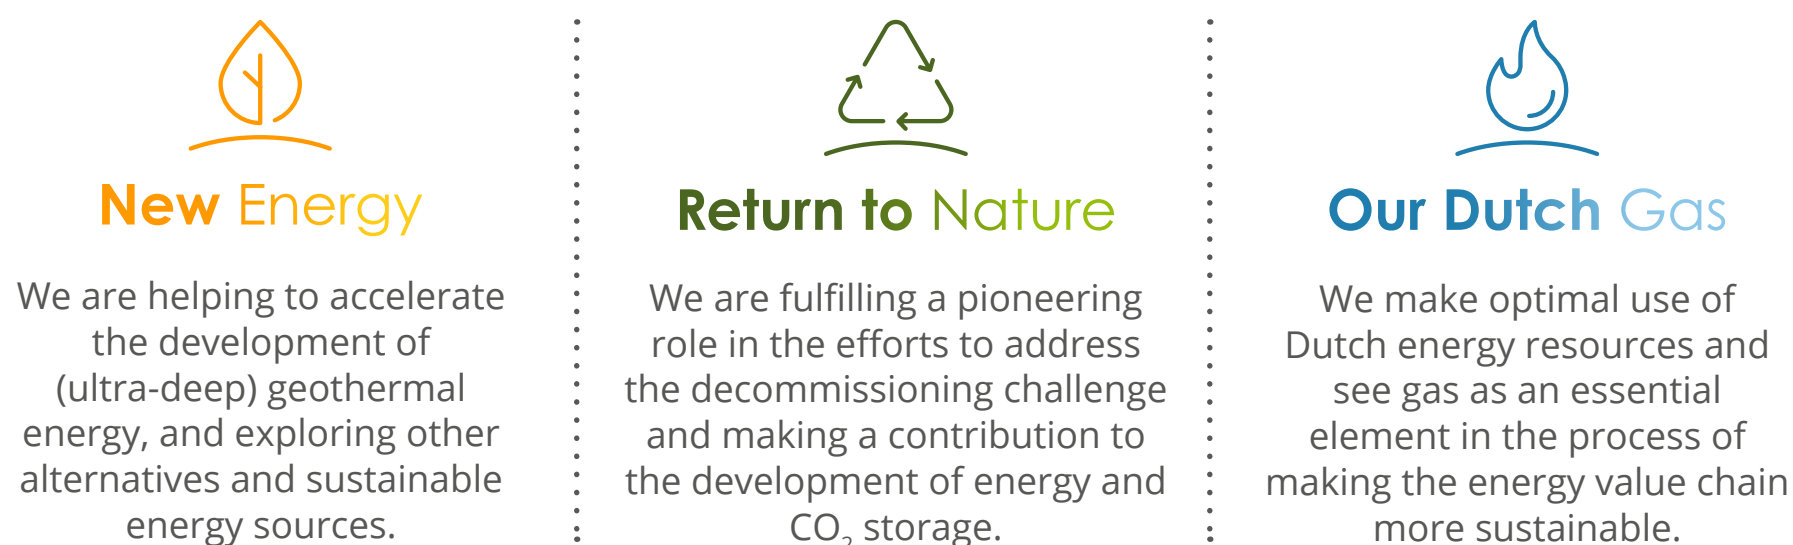 New Energy
We are helping to accelerate
the development of
(ultra-deep) geothermal
energy, and exploring other
alternatives and sustainable
energy sources.
Return to Nature
We are fulfilling a pioneering
role in the efforts to address
the decommissioning challenge
and making a contribution to
the development of energy and
CO₂ storage.
Our Dutch Gas
We make optimal use of
Dutch energy resources and
see gas as an essential
element in the process of
making the energy value chain
more sustainable.